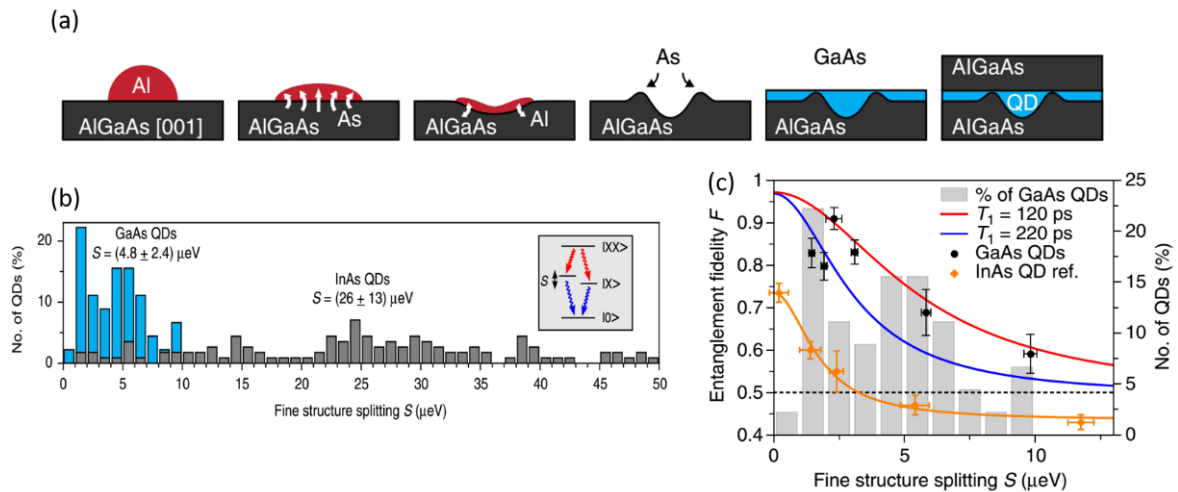 (a)
Al
AlGaAs [001]
AlGaAs
As
AlGaAs
Al
As
AlGaAs
GaAs
AlGaAs
AlGaAs
QD
AlGaAs
(b)
No. of QDs (%)
20
10
0
GaAs QDs
S = (4.8 ± 2.4) μeV
InAs QDs
S = (26 ± 13) μeV
|XX>
S
|X>
|0>
0 5 10 15 20 25 30 35 40 45 50
Fine structure splitting S (μeV)
(c)
Entanglement fidelity F
1
0.9
0.8
0.7
0.6
0.5
0.4
% of GaAs QDs
T₁ = 120 ps
T₁ = 220 ps
GaAs QDs
InAs QD ref.
25
20
15
10
5
0
No. of QDs (%)
0 5 10
Fine structure splitting S (μeV)